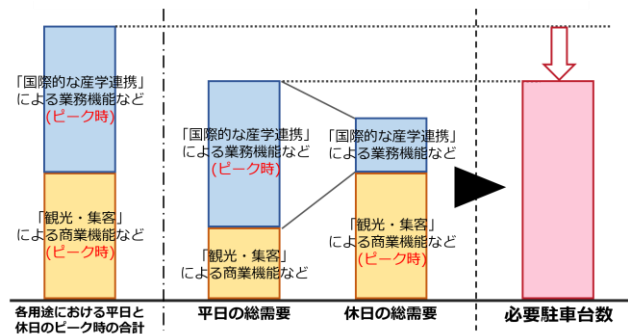 「国際的な産学連携」
による業務機能など
(ピーク時)
「観光・集客」
による商業機能など
(ピーク時)
各用途における平日と
休日のピーク時の合計
「国際的な産学連携」
による業務機能など
(ピーク時)
「観光・集客」
による商業機能など
平日の総需要
「国際的な産学連携」
による業務機能など
「観光・集客」
による商業機能など
(ピーク時)
休日の総需要
必要駐車台数